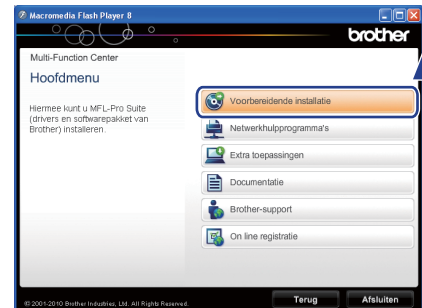 Macromedia Flash Player 8
brother
Multi-Function Center
Hoofdmenu
Hiermee kunt u MFL-Pro Suite
(drivers en softwarepakket van
Brother) installeren.
Voorbereidende installatie
Netwerkhulpprogramma's
Extra toepassingen
Documentatie
Brother-support
On line registratie
© 2001-2010 Brother Industries, Ltd. All Rights Reserved.
Terug
Afsluiten